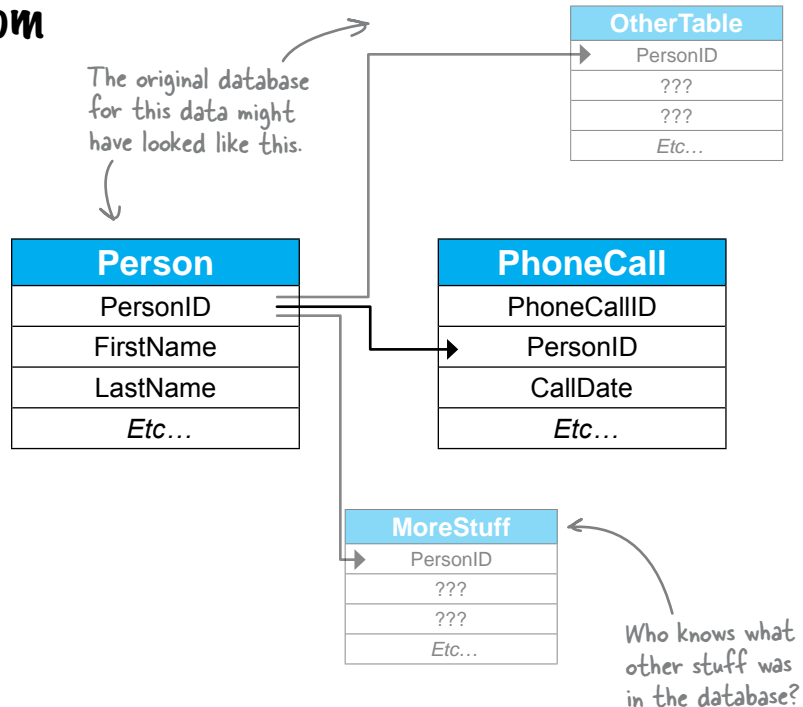 The original database
for this data might
have looked like this.
OtherTable
PersonID
???
???
Etc…
Person
PersonID
FirstName
LastName
Etc…
PhoneCall
PhoneCallID
PersonID
CallDate
Etc…
MoreStuff
PersonID
???
???
Etc…
Who knows what
other stuff was
in the database?